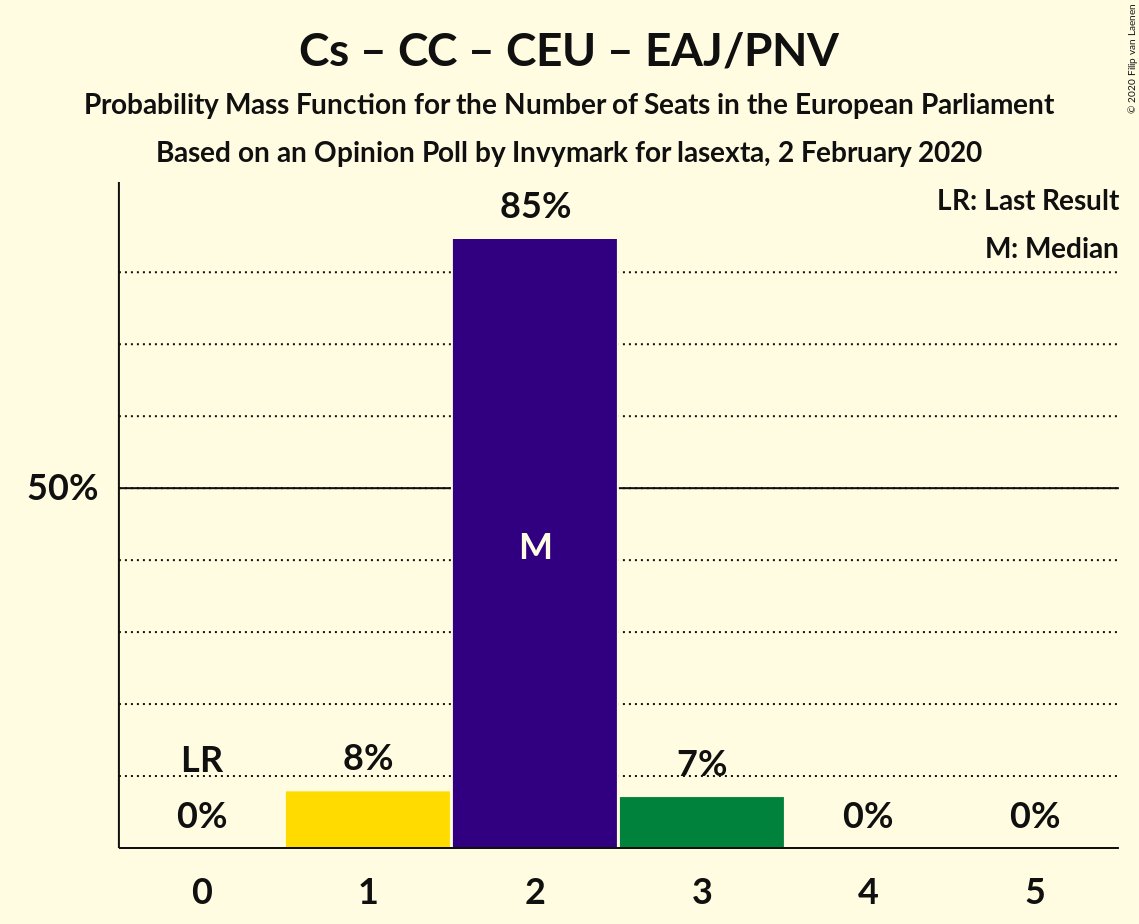 Cs – CC – CEU – EAJ/PNV
Probability Mass Function for the Number of Seats in the European Parliament
Based on an Opinion Poll by Invymark for lasexta, 2 February 2020
© 2020 Filip van Laenen
LR: Last Result
M: Median
85%
50%
M
LR
8%
7%
0%
0%
0%
0 1 2 3 4 5